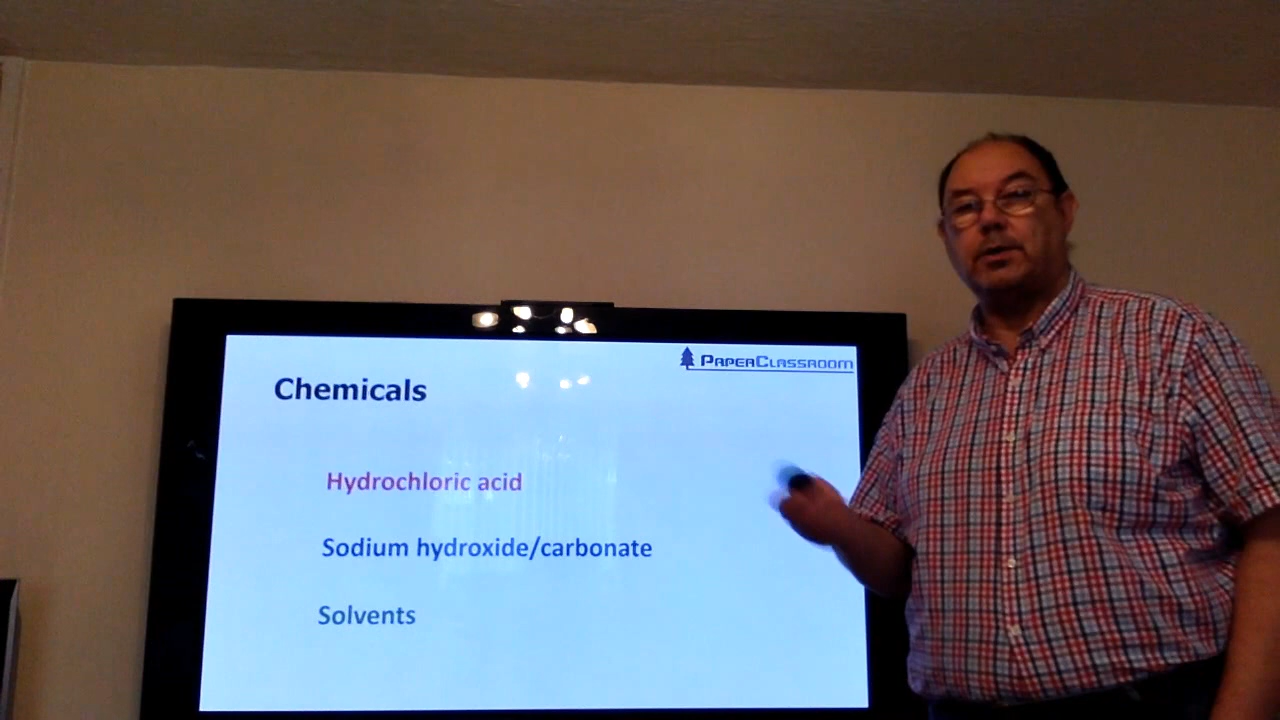 PaperClassroom
Chemicals
Hydrochloric acid
Sodium hydroxide/carbonate
Solvents